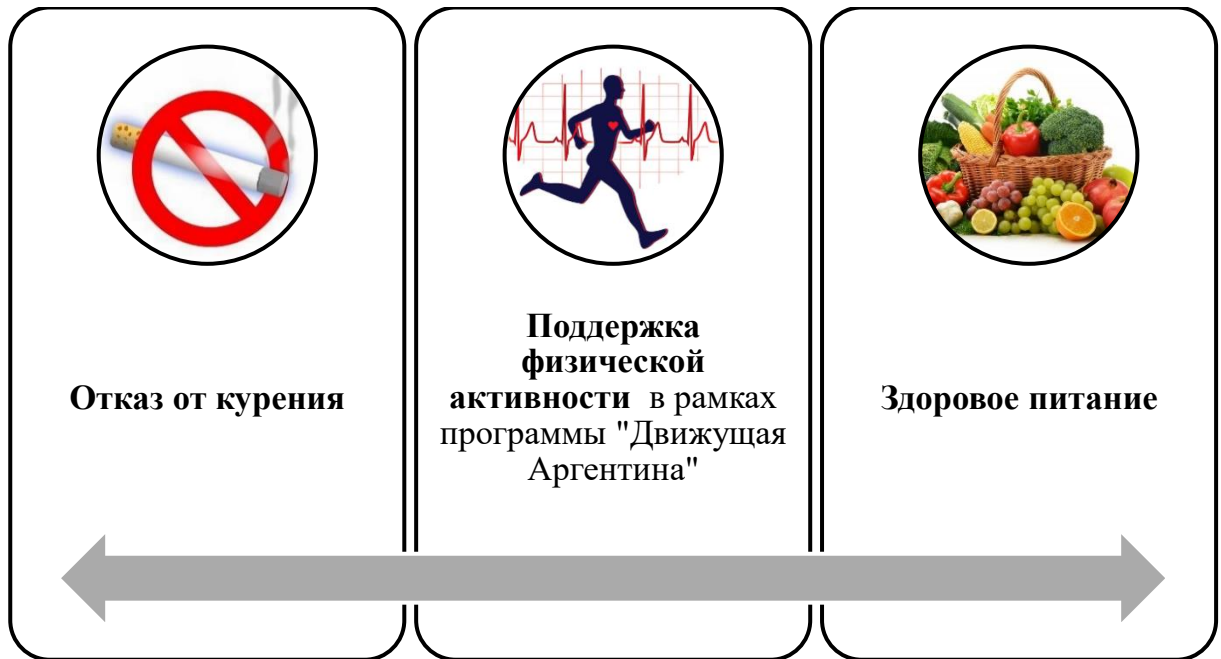 Отказ от курения
Поддержка
физической
активности в рамках
программы "Движущая
Аргентина"
Здоровое питание